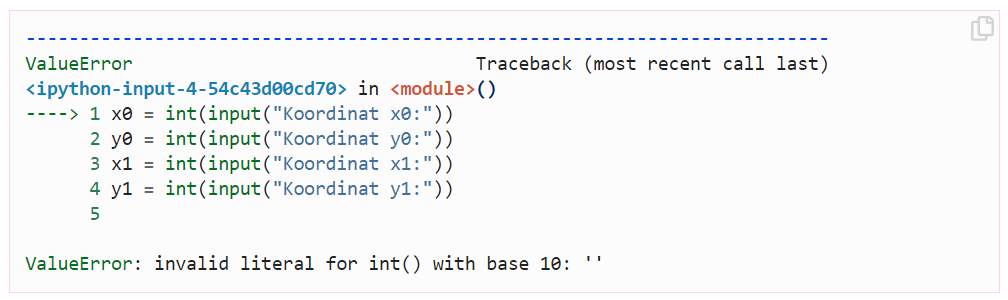 ---------------------------------------------------------------------------
ValueError                                Traceback (most recent call last)
<ipython-input-4-54c43d00cd70> in <module>()
----> 1 x0 = int(input("Koordinat x0:"))
      2 y0 = int(input("Koordinat y0:"))
      3 x1 = int(input("Koordinat x1:"))
      4 y1 = int(input("Koordinat y1:"))
      5
ValueError: invalid literal for int() with base 10: ''